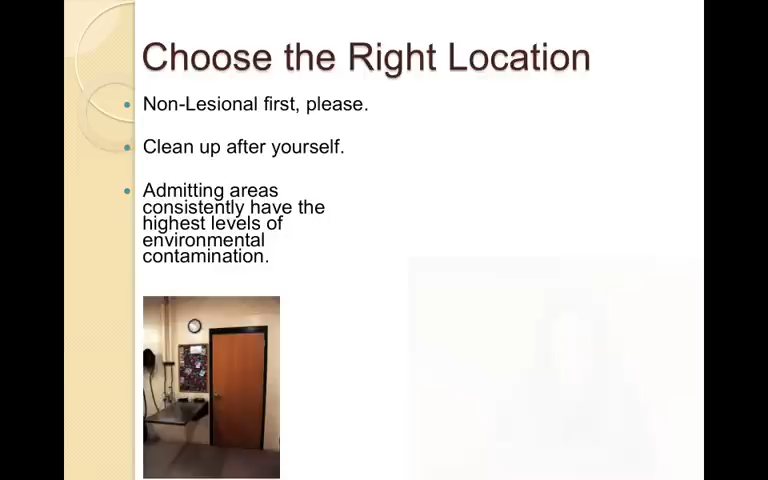 Choose the Right Location
Non-Lesional first, please.
Clean up after yourself.
Admitting areas
consistently have the
highest levels of
environmental
contamination.